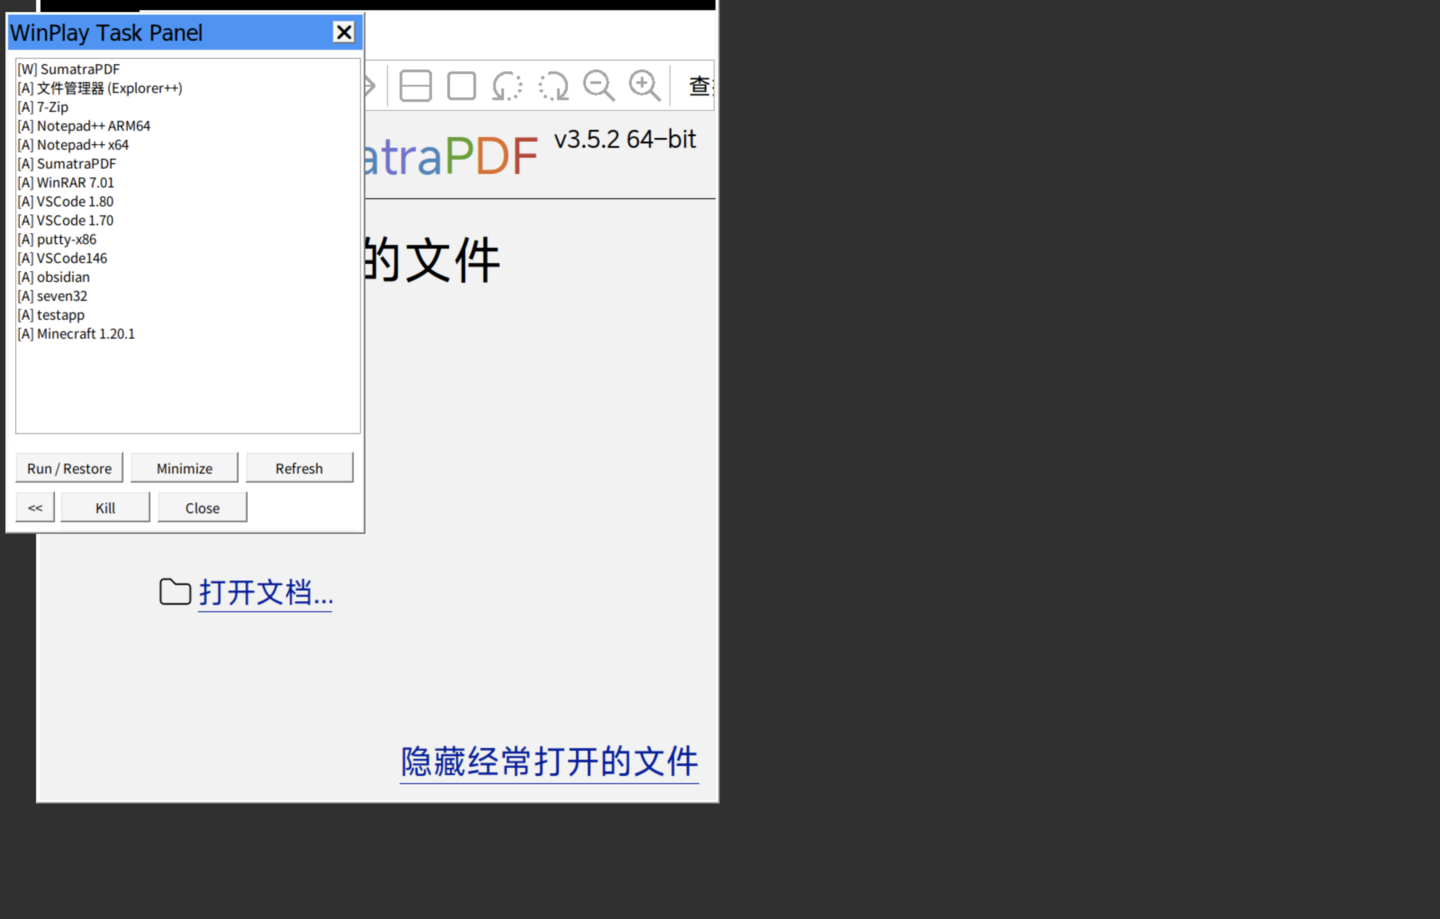 WinPlay Task Panel
[W] SumatraPDF
[A] 文件管理器 (Explorer++)
[A] 7-Zip
[A] Notepad++ ARM64
[A] Notepad++ x64
[A] SumatraPDF
[A] WinRAR 7.01
[A] VSCode 1.80
[A] VSCode 1.70
[A] putty-x86
[A] VSCode146
[A] obsidian
[A] seven32
[A] testapp
[A] Minecraft 1.20.1
Run / Restore
Minimize
Refresh
<<
Kill
Close
查
atraPDF
v3.5.2 64-bit
的文件
打开文档...
隐藏经常打开的文件